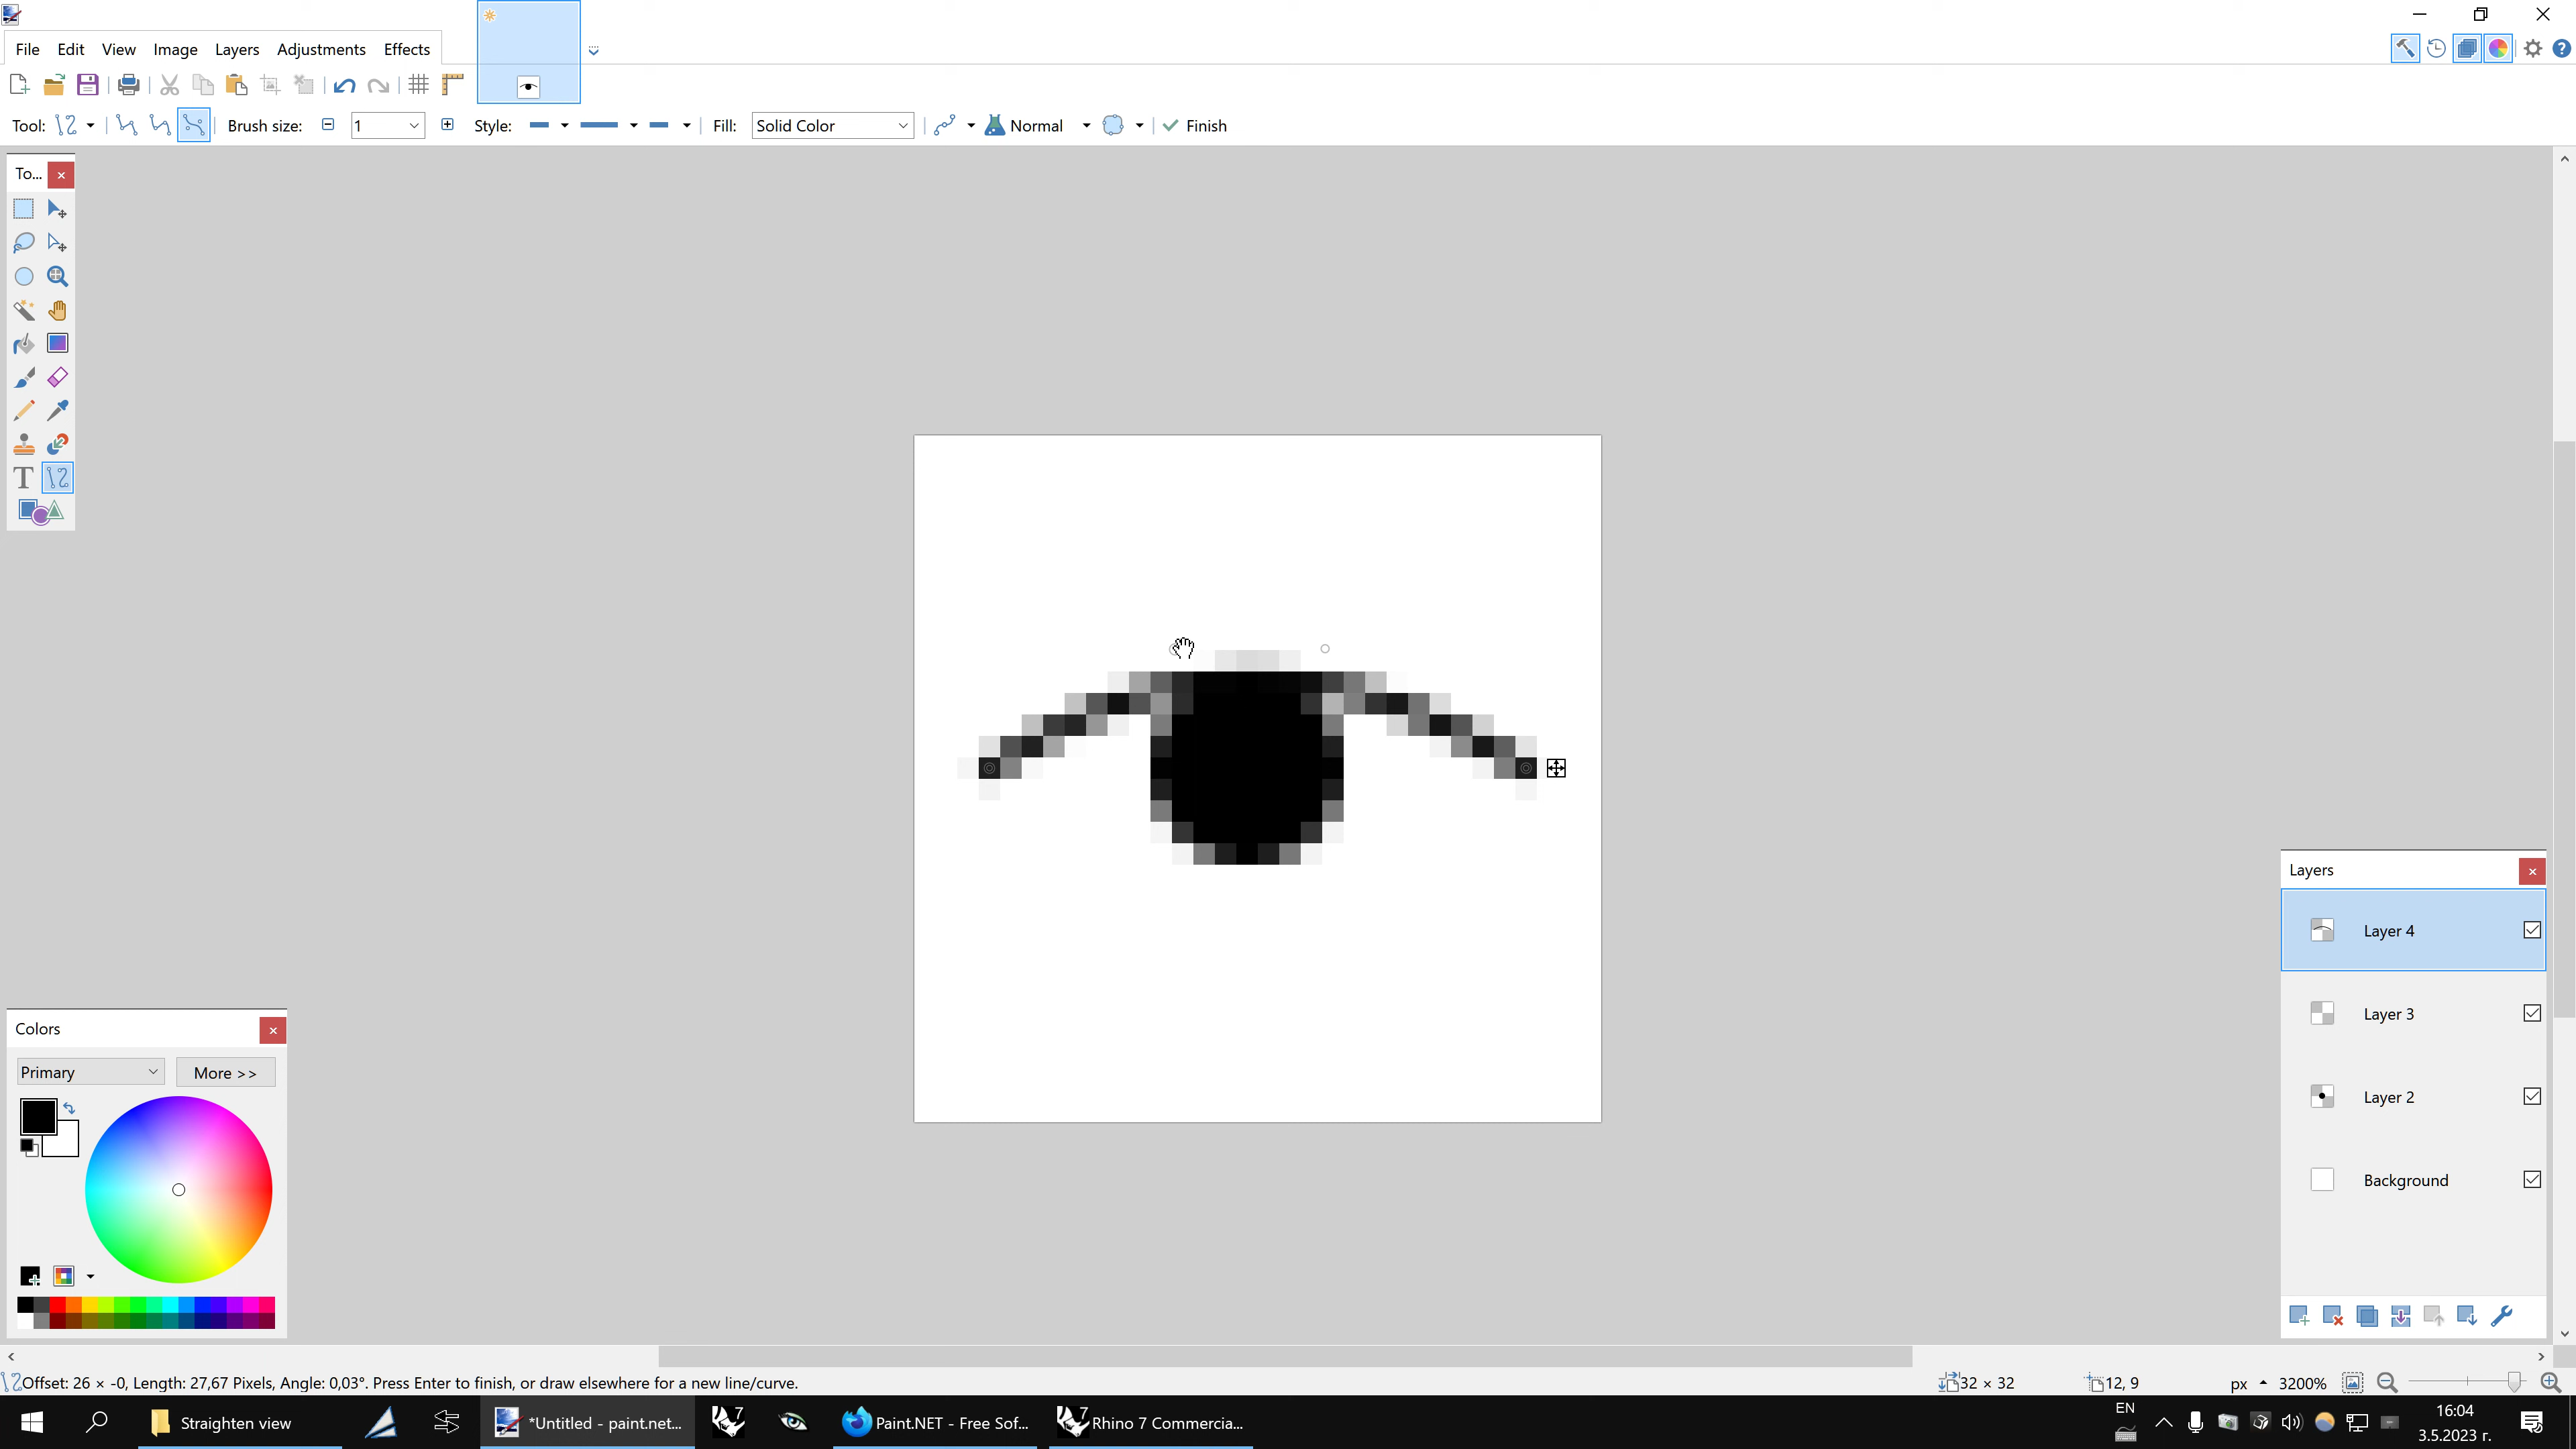 File Edit View Image Layers Adjustments Effects
Tool: Brush size: 1 Style: Fill: Solid Color Normal Finish
To...
T
Layers
Layer 4
Layer 3
Layer 2
Background
Colors
Primary More >>
Offset: 26 × -0, Length: 27,67 Pixels, Angle: 0,03°. Press Enter to finish, or draw elsewhere for a new line/curve. 32 × 32 12, 9 px 3200%
Straighten view *Untitled - paint.net... 7 Paint.NET - Free Sof... 7 Rhino 7 Commercia... EN 16:04
3.5.2023 г.